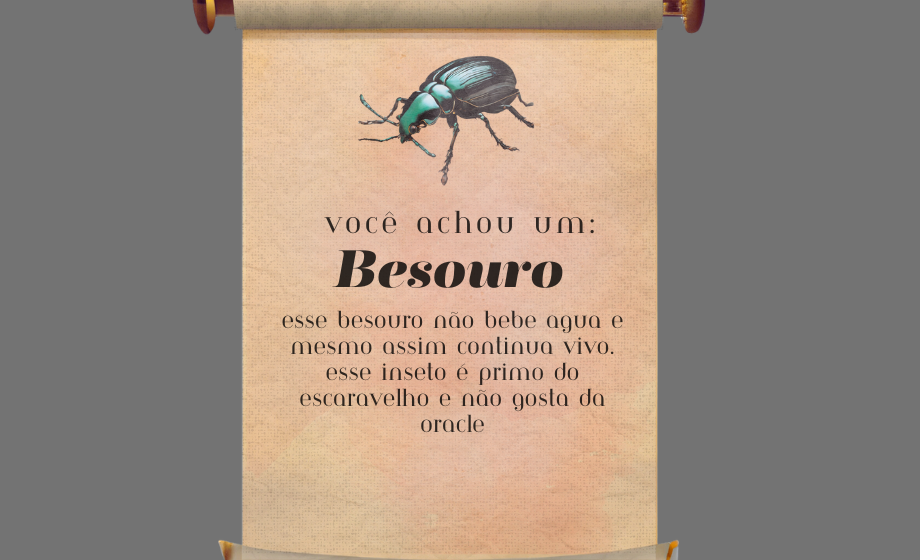 você achou um:
Besouro
esse besouro não bebe agua e
mesmo assim continua vivo.
esse inseto é primo do
escaravelho e não gosta da
oracle